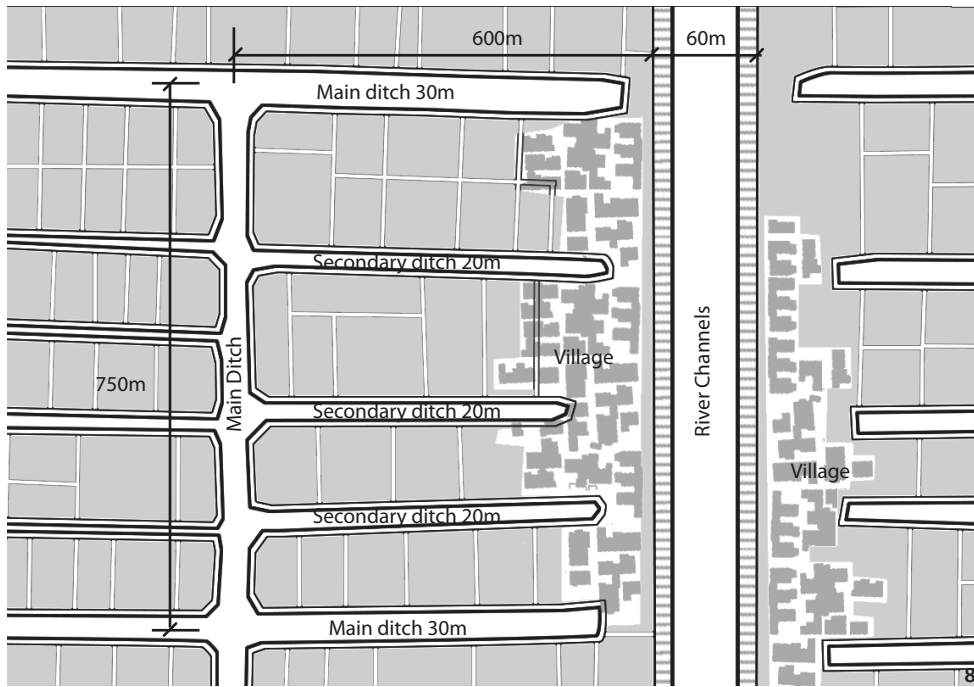 600m
60m
Main ditch 30m
Secondary ditch 20m
Village
750m
Main Ditch
Secondary ditch 20m
River Channels
Village
Secondary ditch 20m
Main ditch 30m
8